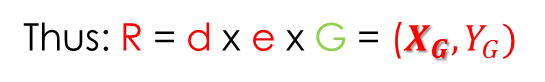 Thus: R = d x e x G = (X_G, Y_G)